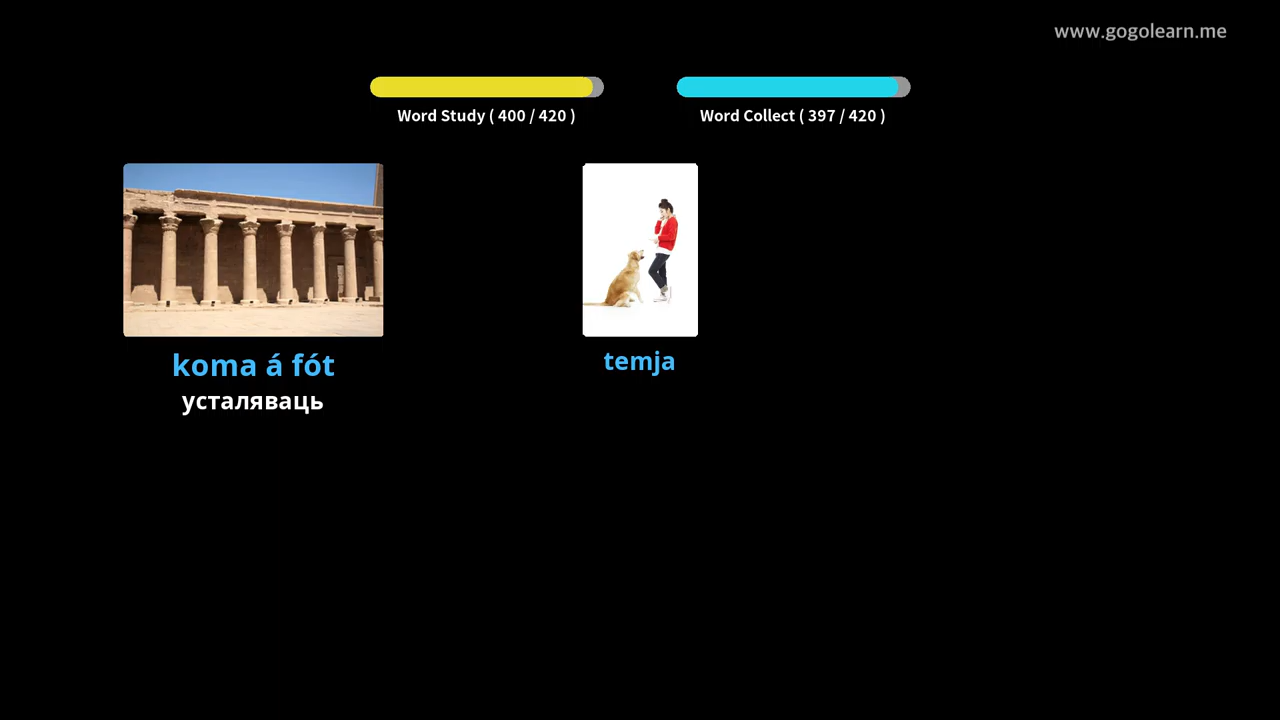 www.gogolearn.me
Word Study ( 400 / 420 )
Word Collect ( 397 / 420 )
koma á fót
усталяваць
temja